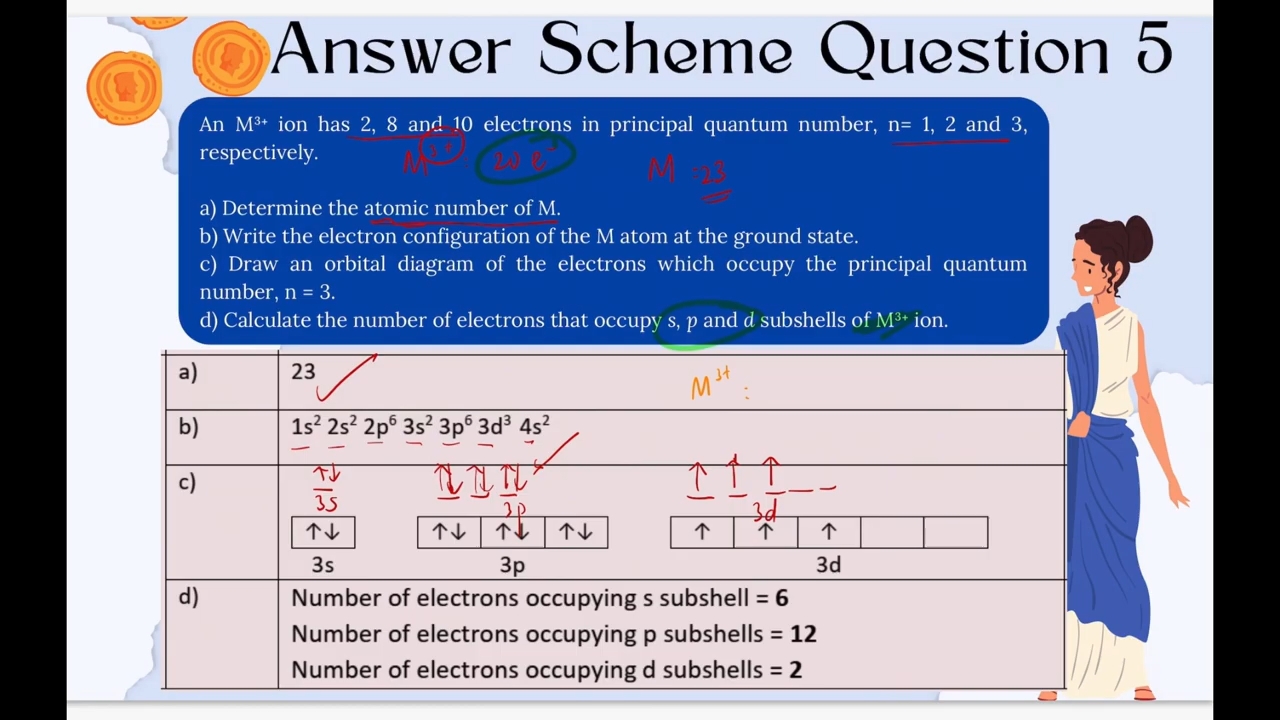 Answer Scheme Question 5
An M³⁺ ion has 2, 8 and 10 electrons in principal quantum number, n= 1, 2 and 3,
respectively.
M³⁺ : 20 e⁻
M :23
a) Determine the atomic number of M.
b) Write the electron configuration of the M atom at the ground state.
c) Draw an orbital diagram of the electrons which occupy the principal quantum
number, n = 3.
d) Calculate the number of electrons that occupy s, p and d subshells of M³⁺ ion.
a) 23
M³⁺ :
b) 1s² 2s² 2p⁶ 3s² 3p⁶ 3d³ 4s²
c) ↑↓ ↑↓ ↑↓ ↑↓ ↑ ↑ ↑
3s 3p 3d
↑↓ ↑↓ ↑↓ ↑↓ ↑ ↑ ↑
3s 3p 3d
d) Number of electrons occupying s subshell = 6
Number of electrons occupying p subshells = 12
Number of electrons occupying d subshells = 2